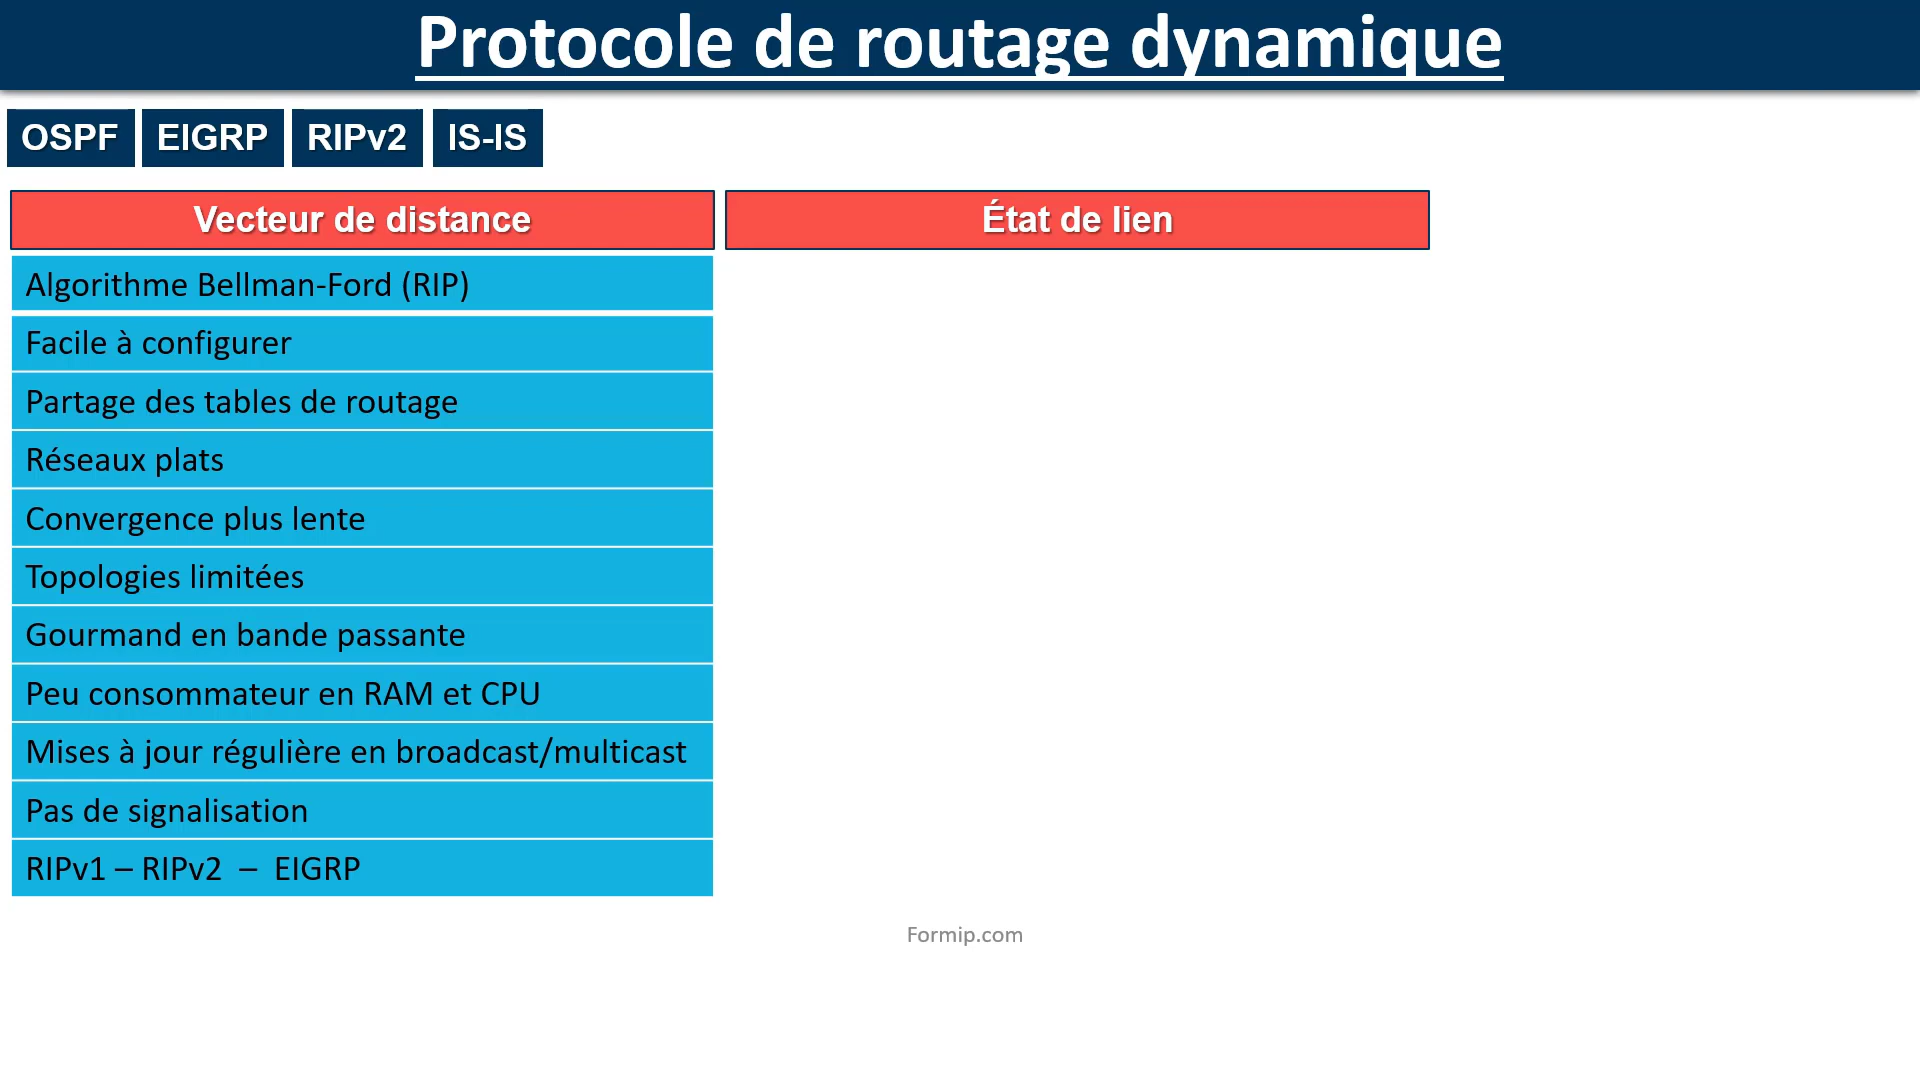 Protocole de routage dynamique
OSPF EIGRP RIPv2 IS-IS
Vecteur de distance
État de lien
Algorithme Bellman-Ford (RIP)
Facile à configurer
Partage des tables de routage
Réseaux plats
Convergence plus lente
Topologies limitées
Gourmand en bande passante
Peu consommateur en RAM et CPU
Mises à jour régulière en broadcast/multicast
Pas de signalisation
RIPv1 – RIPv2 – EIGRP
Formip.com